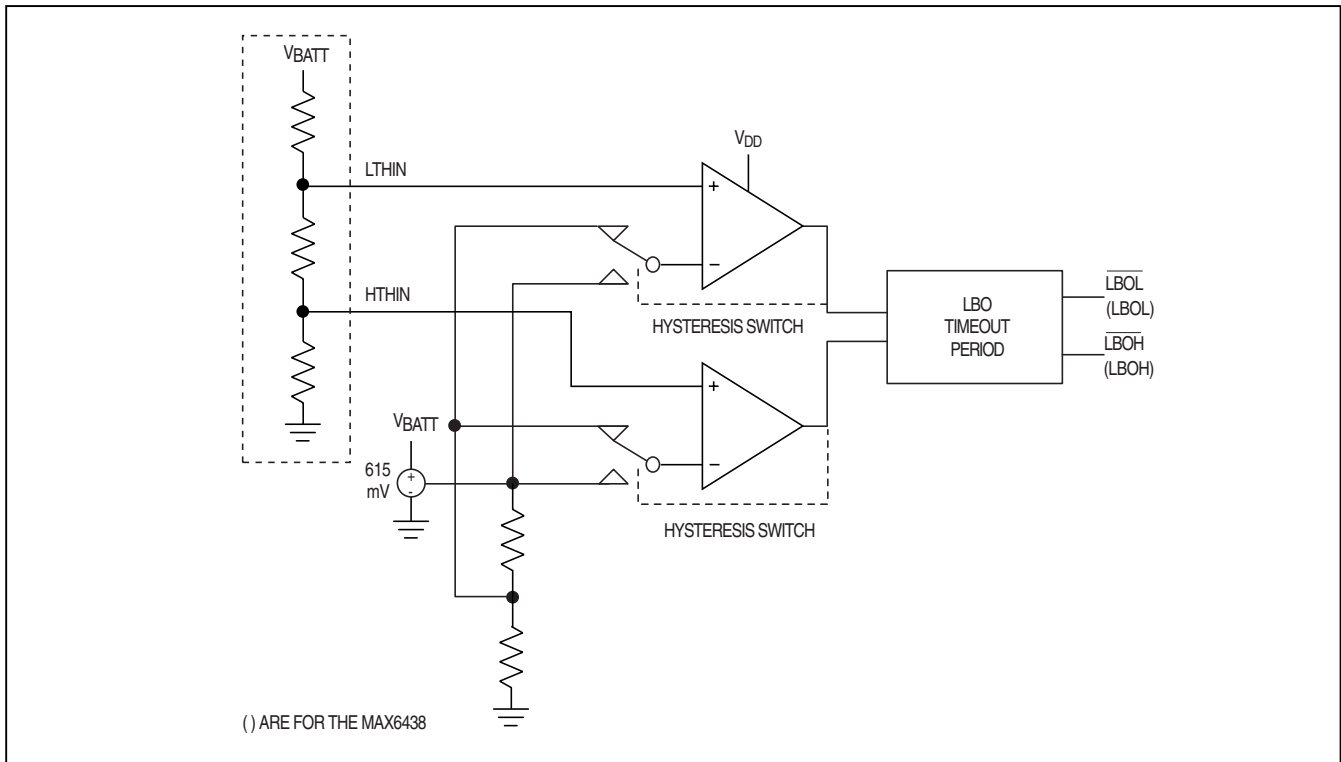 VBATT
LTHIN
VDD
+
−
HTHIN
HYSTERESIS SWITCH
LBO
TIMEOUT
PERIOD
LBOL
(LBOL)
LBOH
(LBOH)
+
−
VBATT
615
mV
+
-
HYSTERESIS SWITCH
( ) ARE FOR THE MAX6438